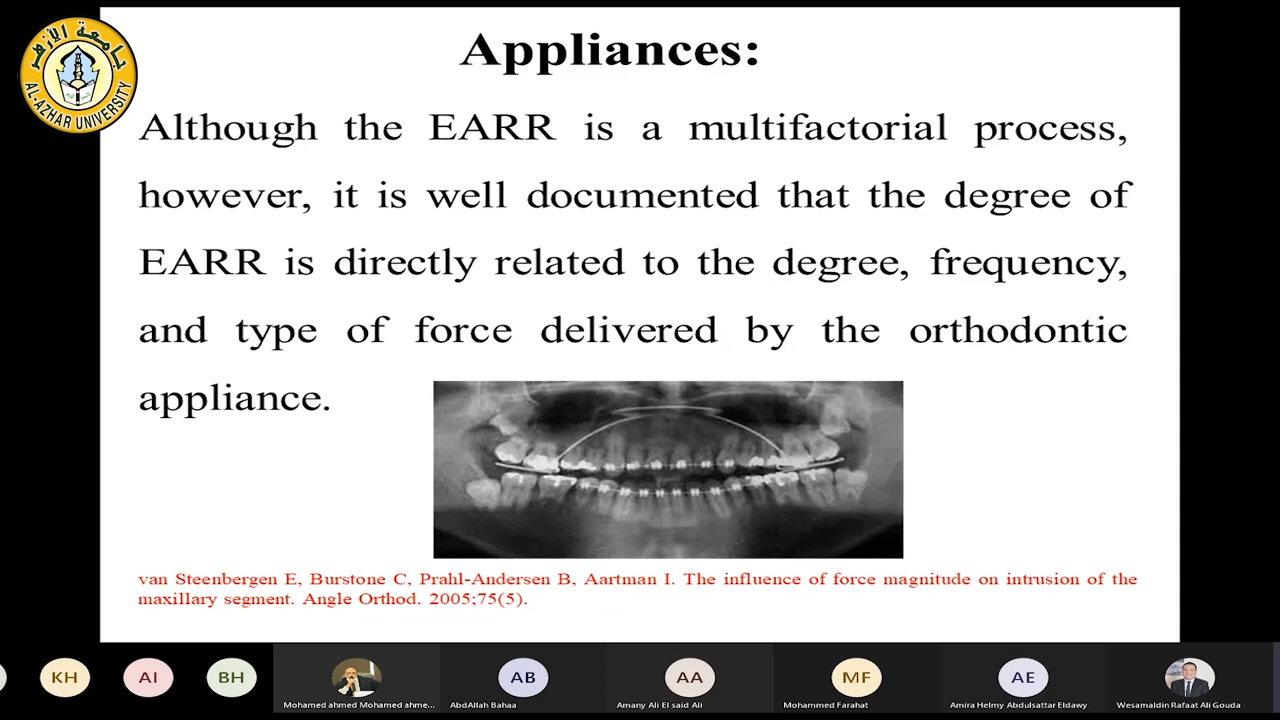 جامعة الأزهر
AL-AZHAR UNIVERSITY
Appliances:
Although the EARR is a multifactorial process,
however, it is well documented that the degree of
EARR is directly related to the degree, frequency,
and type of force delivered by the orthodontic
appliance.
van Steenbergen E, Burstone C, Prahl-Andersen B, Aartman I. The influence of force magnitude on intrusion of the
maxillary segment. Angle Orthod. 2005;75(5).
KH
AI
BH
AB
AA
MF
AE
Mohamed ahmed Mohamed ahme...
AbdAllah Bahaa
Amany Ali El said Ali
Mohammed Farahat
Amira Helmy Abdulsattar Eldawy
Wesamaldin Rafaat Ali Gouda